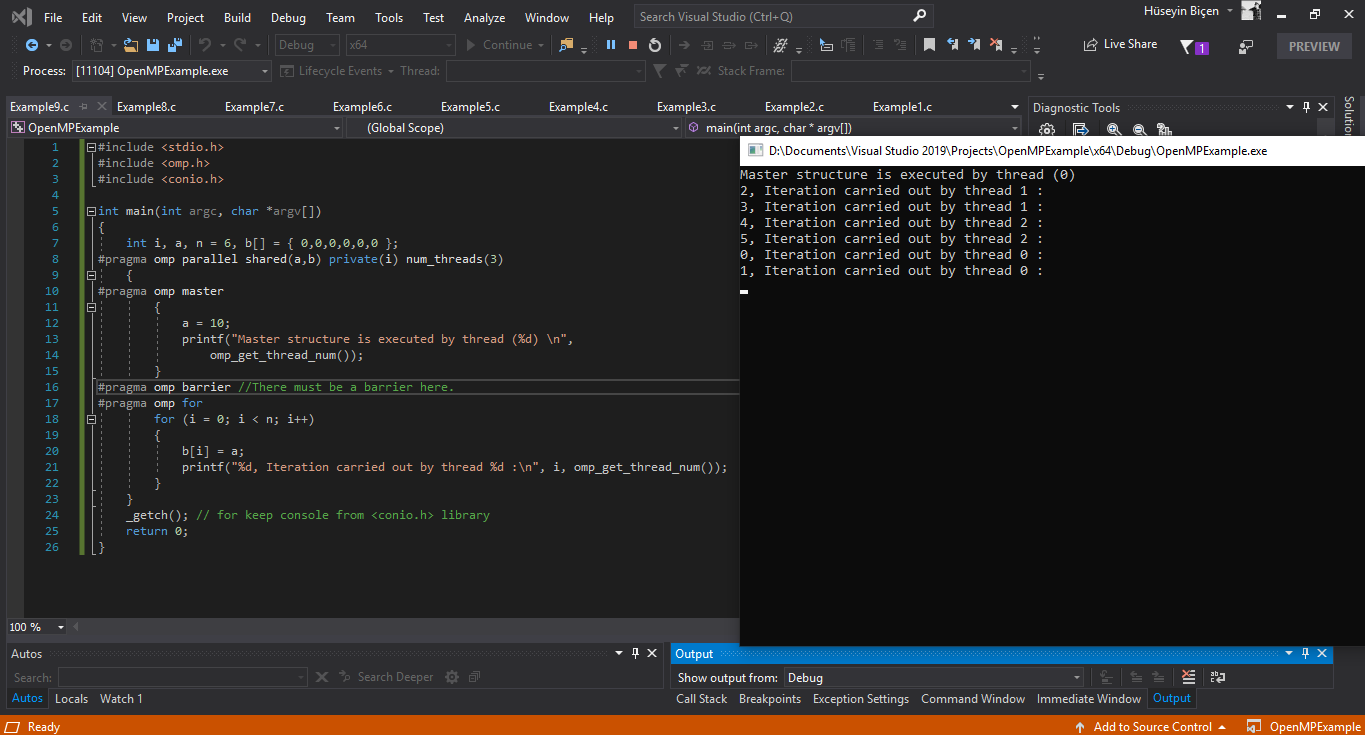 File Edit View Project Build Debug Team Tools Test Analyze Window Help Search Visual Studio (Ctrl+Q) Hüseyin Biçen
Debug x64 Continue Live Share 1 PREVIEW
Process: [11104] OpenMPExample.exe Lifecycle Events Thread: Stack Frame:
Example9.c Example8.c Example7.c Example6.c Example5.c Example4.c Example3.c Example2.c Example1.c Diagnostic Tools
OpenMPExample (Global Scope) main(int argc, char * argv[])
1 #include <stdio.h>
2 #include <omp.h>
3 #include <conio.h>
4
5 int main(int argc, char *argv[])
6 {
7 int i, a, n = 6, b[] = { 0,0,0,0,0,0 };
8 #pragma omp parallel shared(a,b) private(i) num_threads(3)
9 {
10 #pragma omp master
11 {
12 a = 10;
13 printf("Master structure is executed by thread (%d) \n",
14 omp_get_thread_num());
15 }
16 #pragma omp barrier //There must be a barrier here.
17 #pragma omp for
18 for (i = 0; i < n; i++)
19 {
20 b[i] = a;
21 printf("%d, Iteration carried out by thread %d :\n", i, omp_get_thread_num());
22 }
23 }
24 _getch(); // for keep console from <conio.h> library
25 return 0;
26 }
D:\Documents\Visual Studio 2019\Projects\OpenMPExample\x64\Debug\OpenMPExample.exe
Master structure is executed by thread (0)
2, Iteration carried out by thread 1 :
3, Iteration carried out by thread 1 :
4, Iteration carried out by thread 2 :
5, Iteration carried out by thread 2 :
0, Iteration carried out by thread 0 :
1, Iteration carried out by thread 0 :
100 %
Autos
Search: Search Deeper
Autos Locals Watch 1
Output
Show output from: Debug
Call Stack Breakpoints Exception Settings Command Window Immediate Window Output
Ready Add to Source Control OpenMPExample